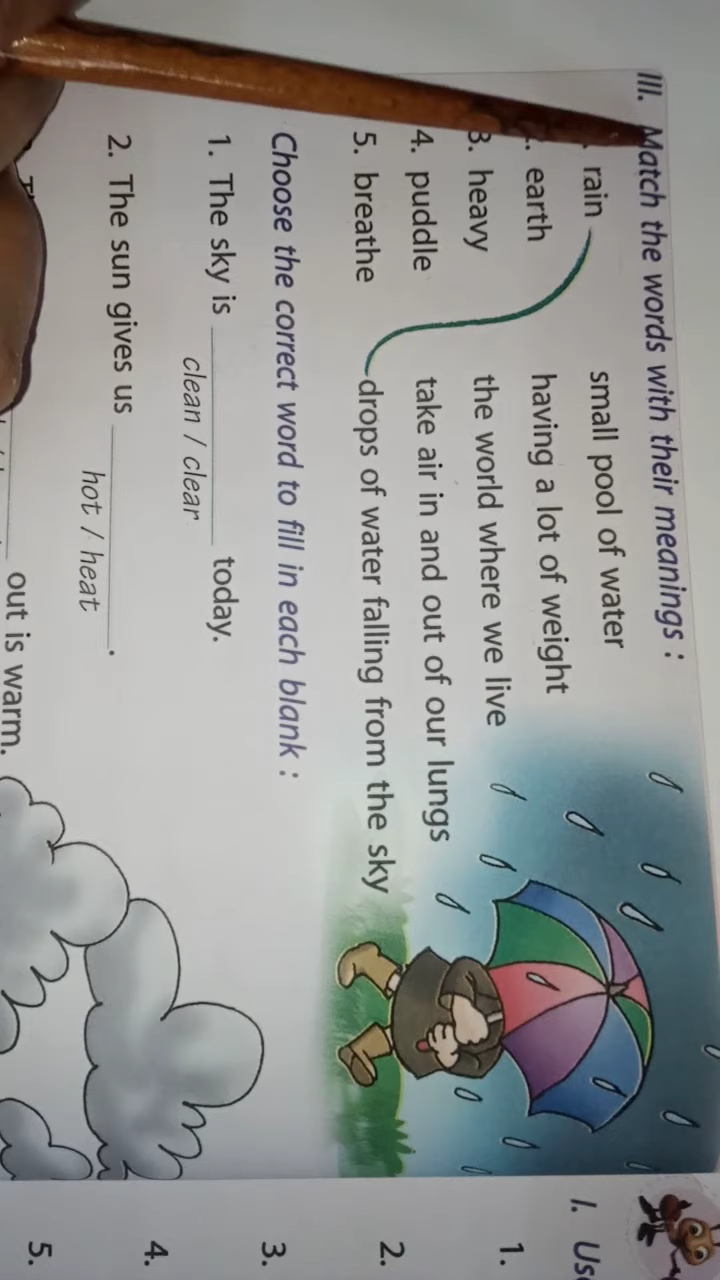 III. Match the words with their meanings :
rain small pool of water
. earth having a lot of weight
3. heavy the world where we live
4. puddle take air in and out of our lungs
5. breathe drops of water falling from the sky
Choose the correct word to fill in each blank :
1. The sky is ____________ today.
clean / clear
2. The sun gives us ____________.
hot / heat
out is warm.
I.
1.
2.
3.
4.
5.